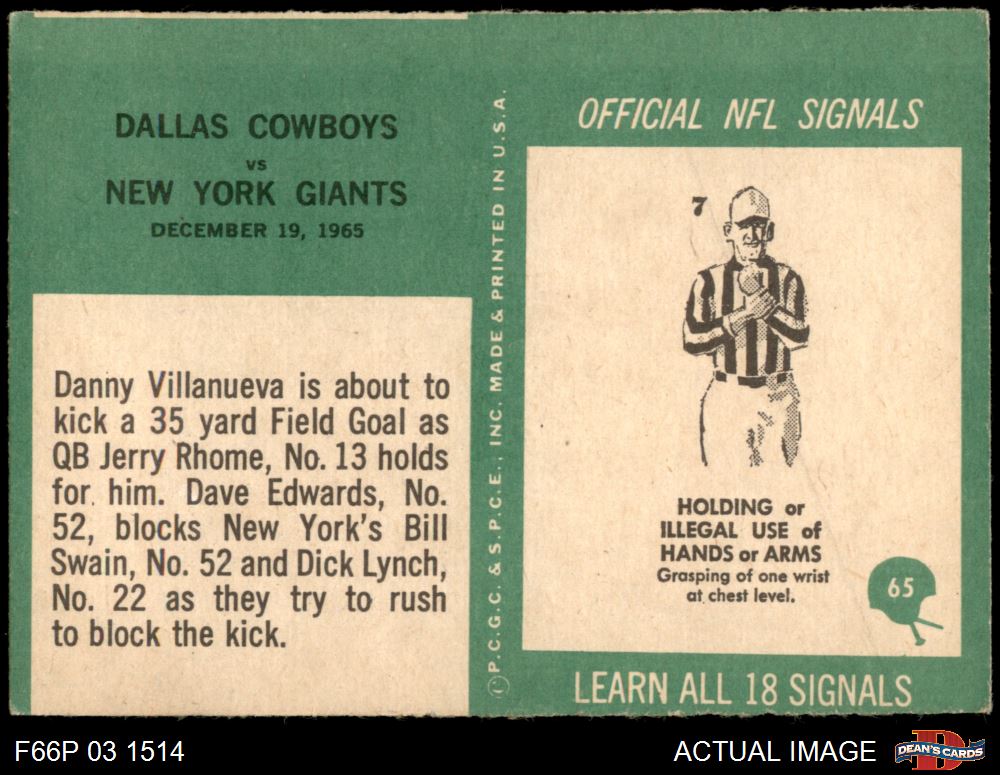 DALLAS COWBOYS
VS
NEW YORK GIANTS
DECEMBER 19, 1965
Danny Villanueva is about to
kick a 35 yard Field Goal as
QB Jerry Rhome, No. 13 holds
for him. Dave Edwards, No.
52, blocks New York's Bill
Swain, No. 52 and Dick Lynch,
No. 22 as they try to rush
to block the kick.
©P.C.G.C. & S.P.C.E., INC. MADE & PRINTED IN U.S.A.
OFFICIAL NFL SIGNALS
7
HOLDING or
ILLEGAL USE of
HANDS or ARMS
Grasping of one wrist
at chest level.
65
LEARN ALL 18 SIGNALS
F66P 03 1514
ACTUAL IMAGE
D
DEAN'S CARDS